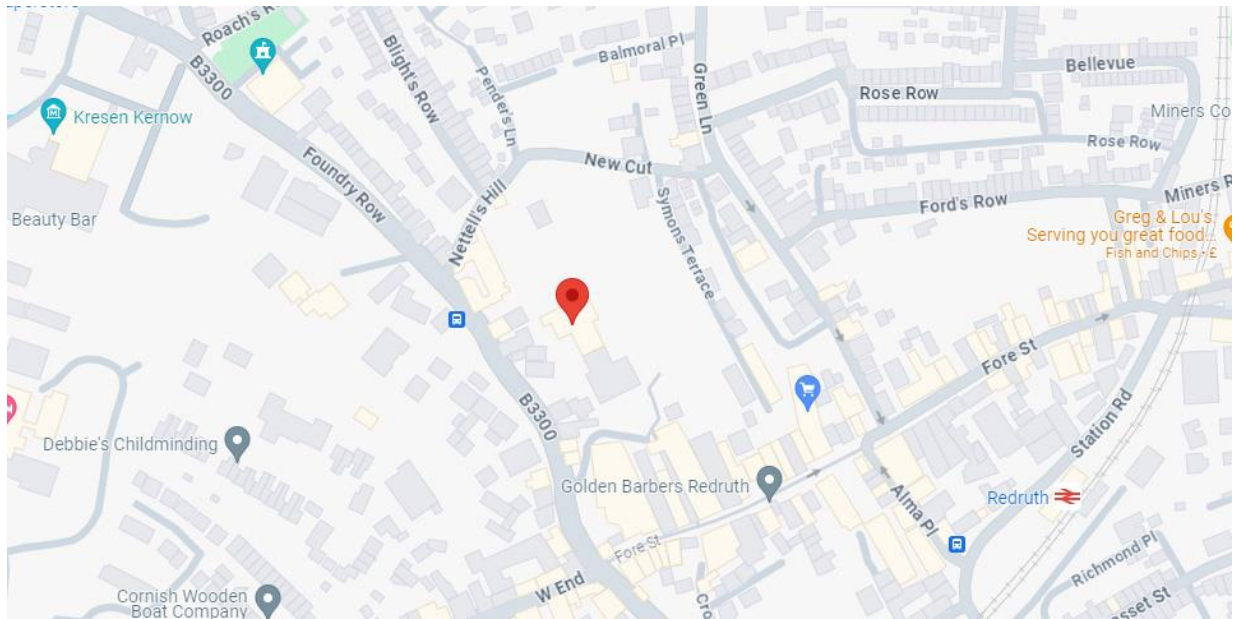 Roach's R
B3300
Blight's Row
Pender's Ln
Balmoral Pl
Green Ln
Bellevue
Rose Row
Miners Co
Kresen Kernow
Rose Row
Foundry Row
New Cut
Nettell's Hill
Symons Terrace
Ford's Row
Miners R
Beauty Bar
Greg & Lou's.
Serving you great food...
Fish and Chips • £
Fore St
Station Rd
B3300
Debbie's Childminding
Golden Barbers Redruth
Alma Pl
Redruth
Fore St
W End
Richmond Pl
Cornish Wooden
Boat Company
Cro
asset St